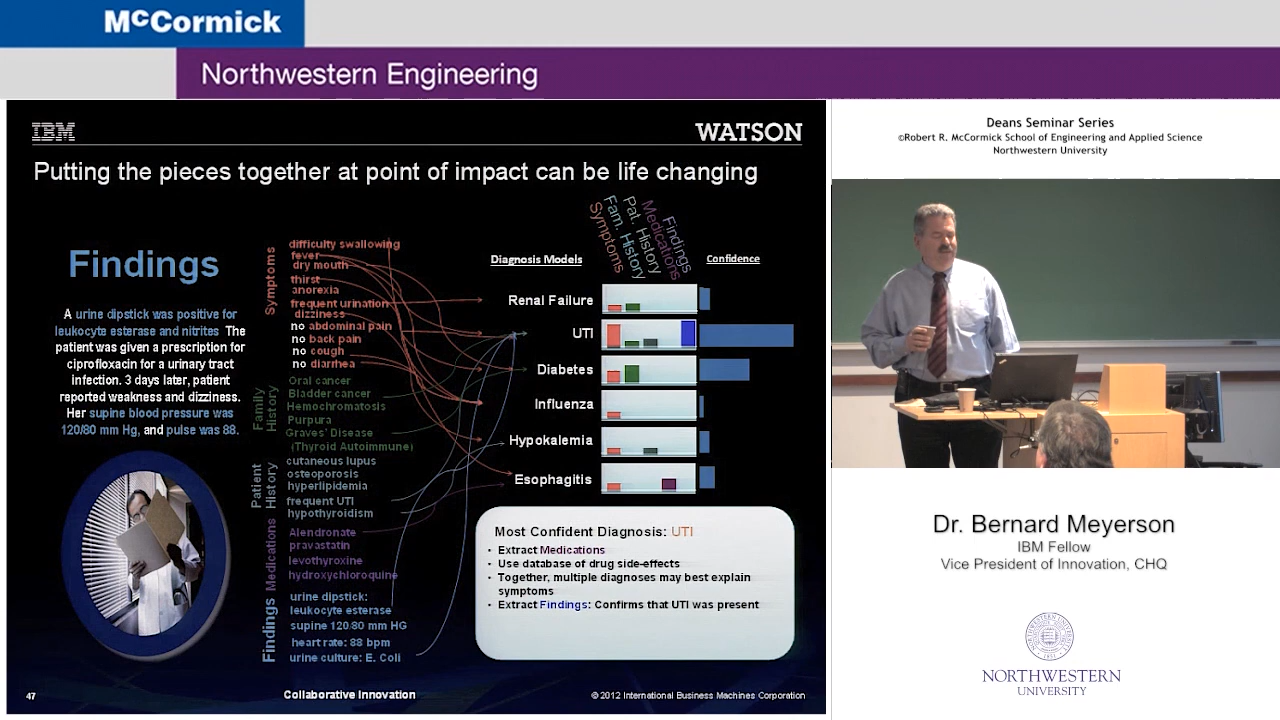 McCormick
Northwestern Engineering
IBM
WATSON
Putting the pieces together at point of impact can be life changing
Findings
A urine dipstick was positive for
leukocyte esterase and nitrites The
patient was given a prescription for
ciprofloxacin for a urinary tract
infection. 3 days later, patient
reported weakness and dizziness.
Her supine blood pressure was
120/80 mm Hg, and pulse was 88.
Symptoms
difficulty swallowing
fever
dry mouth
thirst
anorexia
frequent urination
dizziness
no abdominal pain
no back pain
no cough
no diarrhea
Family
History
Oral cancer
Bladder cancer
Hemochromatosis
Purpura
Graves' Disease
(Thyroid Autoimmune)
Patient
History
cutaneous lupus
osteoporosis
hyperlipidemia
frequent UTI
hypothyroidism
Medications
Alendronate
pravastatin
levothyroxine
hydroxychloroquine
Findings
urine dipstick:
leukocyte esterase
supine 120/80 mm HG
heart rate: 88 bpm
urine culture: E. Coli
Diagnosis Models
Symptoms
Fam. History
Pat. History
Medications
Findings
Confidence
Renal Failure
UTI
Diabetes
Influenza
Hypokalemia
Esophagitis
Most Confident Diagnosis: UTI
• Extract Medications
• Use database of drug side-effects
• Together, multiple diagnoses may best explain
symptoms
• Extract Findings: Confirms that UTI was present
47
Collaborative Innovation
© 2012 International Business Machines Corporation
Deans Seminar Series
©Robert R. McCormick School of Engineering and Applied Science
Northwestern University
Dr. Bernard Meyerson
IBM Fellow
Vice President of Innovation, CHQ
NORTHWESTERN
UNIVERSITY